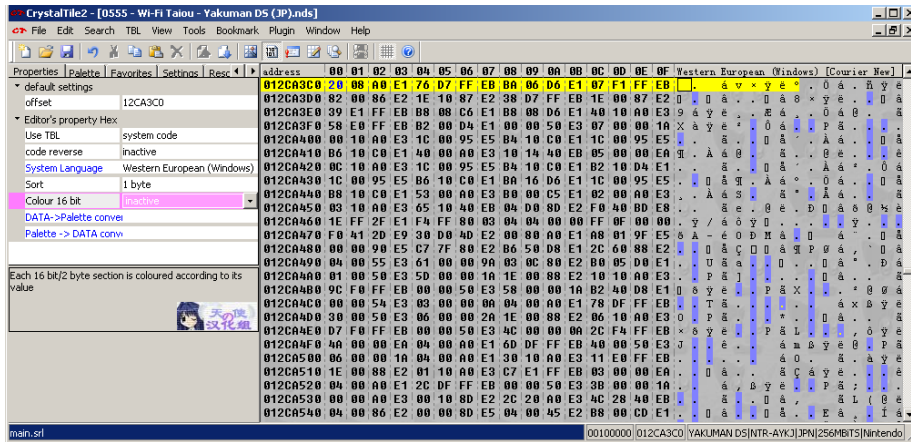 CrystalTile2 - [0555 - Wi-Fi Taiou - Yakuman DS (JP).nds]
File Edit Search TBL View Tools Bookmark Plugin Window Help
Properties Palette Favorites Settings Resc
default settings
offset 12CA3C0
Editor's property Hex
Use TBL system code
code reverse inactive
System Language Western European (Windows)
Sort 1 byte
Colour 16 bit inactive
DATA->Palette conve
Palette -> DATA conv
Each 16 bit/2 byte section is coloured according to its
value
天の使
汉化组
address 00 01 02 03 04 05 06 07 08 09 0A 0B 0C 0D 0E 0F Western European (Windows) [Courier New]
012CA3C0 20 08 A0 E1 76 D7 FF EB BA 06 D6 E1 07 F1 FF EB
012CA3D0 82 00 86 E2 1E 10 87 E2 38 D7 FF EB 1E 00 87 E2
012CA3E0 39 E1 FF EB B8 08 C6 E1 B8 08 D6 E1 40 10 A0 E3
012CA3F0 58 E0 FF EB B2 00 D4 E1 00 00 50 E3 07 00 00 1A
012CA400 00 10 A0 E3 1C 00 95 E5 B4 10 C0 E1 1C 00 95 E5
012CA410 B6 10 C0 E1 40 00 A0 E3 10 14 40 EB 05 00 00 EA
012CA420 0C 10 A0 E3 1C 00 95 E5 B4 10 C0 E1 B2 10 D4 E1
012CA430 1C 00 95 E5 B6 10 C0 E1 BA 16 D6 E1 1C 00 95 E5
012CA440 B8 10 C0 E1 53 00 A0 E3 B0 00 C5 E1 02 00 A0 E3
012CA450 03 10 A0 E3 65 10 40 EB 04 D0 8D E2 F0 40 BD E8
012CA460 1E FF 2F E1 F4 FF 80 03 04 04 00 00 FF 0F 00 00
012CA470 F0 41 2D E9 30 D0 4D E2 00 80 A0 E1 A8 01 9F E5
012CA480 00 00 90 E5 C7 7F 80 E2 B6 50 D8 E1 2C 60 88 E2
012CA490 04 00 55 E3 61 00 00 9A 03 0C 80 E2 B0 05 D0 E1
012CA4A0 01 00 50 E3 5D 00 00 1A 1E 00 88 E2 10 10 A0 E3
012CA4B0 9C F0 FF EB 00 00 50 E3 58 00 00 1A B2 40 D8 E1
012CA4C0 00 00 54 E3 03 00 00 0A 04 00 A0 E1 78 DF FF EB
012CA4D0 30 00 50 E3 06 00 00 2A 1E 00 88 E2 06 10 A0 E3
012CA4E0 D7 F0 FF EB 00 00 50 E3 4C 00 00 0A 2C F4 FF EB
012CA4F0 4A 00 00 EA 04 00 A0 E1 6D DF FF EB 40 00 50 E3
012CA500 06 00 00 1A 04 00 A0 E1 30 10 A0 E3 11 E0 FF EB
012CA510 1E 00 88 E2 01 10 A0 E3 C7 E1 FF EB 03 00 00 EA
012CA520 04 00 A0 E1 2C DF FF EB 00 00 50 E3 3B 00 00 1A
012CA530 00 00 A0 E3 00 10 8D E2 2C 20 A0 E3 4C 28 40 EB
012CA540 04 00 86 E2 00 00 8D E5 04 00 45 E2 B8 00 CD E1
main.srl 00100000 012CA3C0 YAKUMAN DS|NTR-AYKJ|JPN|256MBiTS|Nintendo